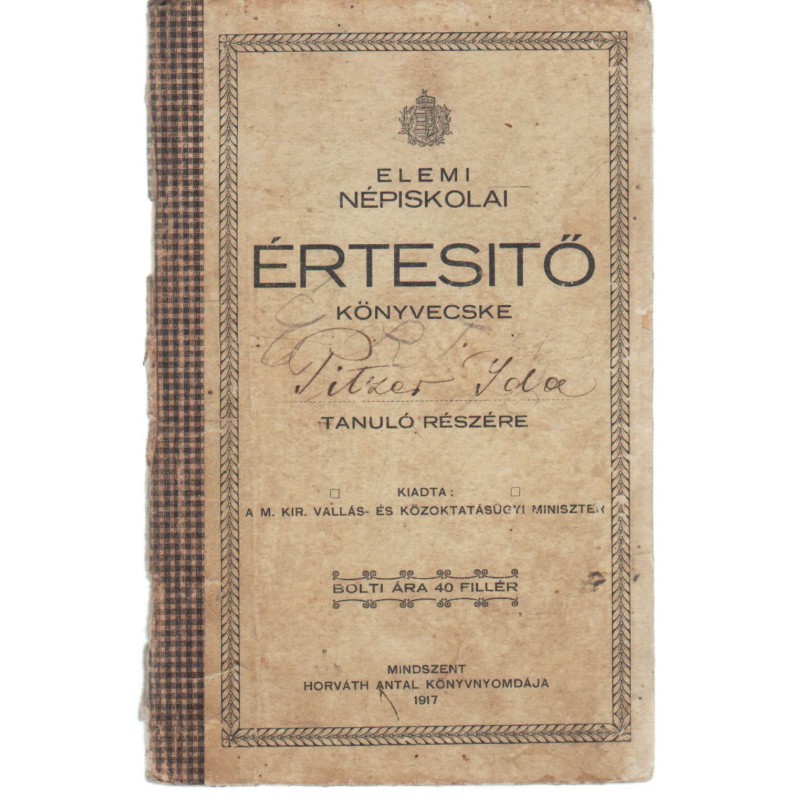 ELEMI
NÉPISKOLAI
ÉRTESITŐ
KÖNYVECSKE
Pitzer Ida
TANULÓ RÉSZÉRE
KIADTA:
A M. KIR. VALLÁS- ÉS KÖZOKTATÁSÜGYI MINISZTER
BOLTI ÁRA 40 FILLÉR
MINDSZENT
HORVÁTH ANTAL KÖNYVNYOMDÁJA
1917